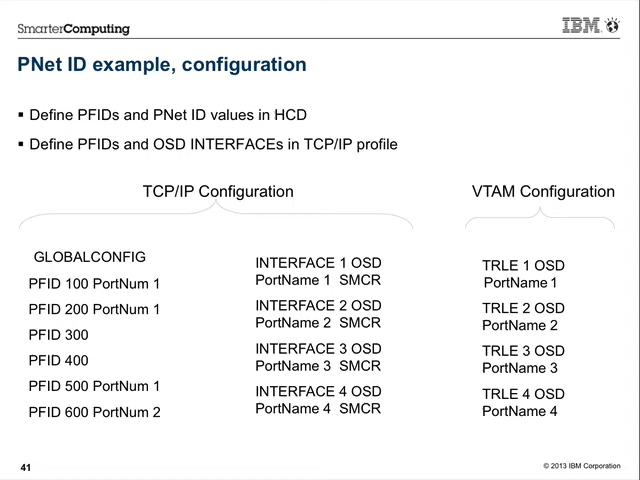 SmarterComputing
IBM
PNet ID example, configuration
▪ Define PFIDs and PNet ID values in HCD
▪ Define PFIDs and OSD INTERFACEs in TCP/IP profile
TCP/IP Configuration
GLOBALCONFIG
PFID 100 PortNum 1
PFID 200 PortNum 1
PFID 300
PFID 400
PFID 500 PortNum 1
PFID 600 PortNum 2
INTERFACE 1 OSD
PortName 1 SMCR
INTERFACE 2 OSD
PortName 2 SMCR
INTERFACE 3 OSD
PortName 3 SMCR
INTERFACE 4 OSD
PortName 4 SMCR
VTAM Configuration
TRLE 1 OSD
PortName 1
TRLE 2 OSD
PortName 2
TRLE 3 OSD
PortName 3
TRLE 4 OSD
PortName 4
41
© 2013 IBM Corporation